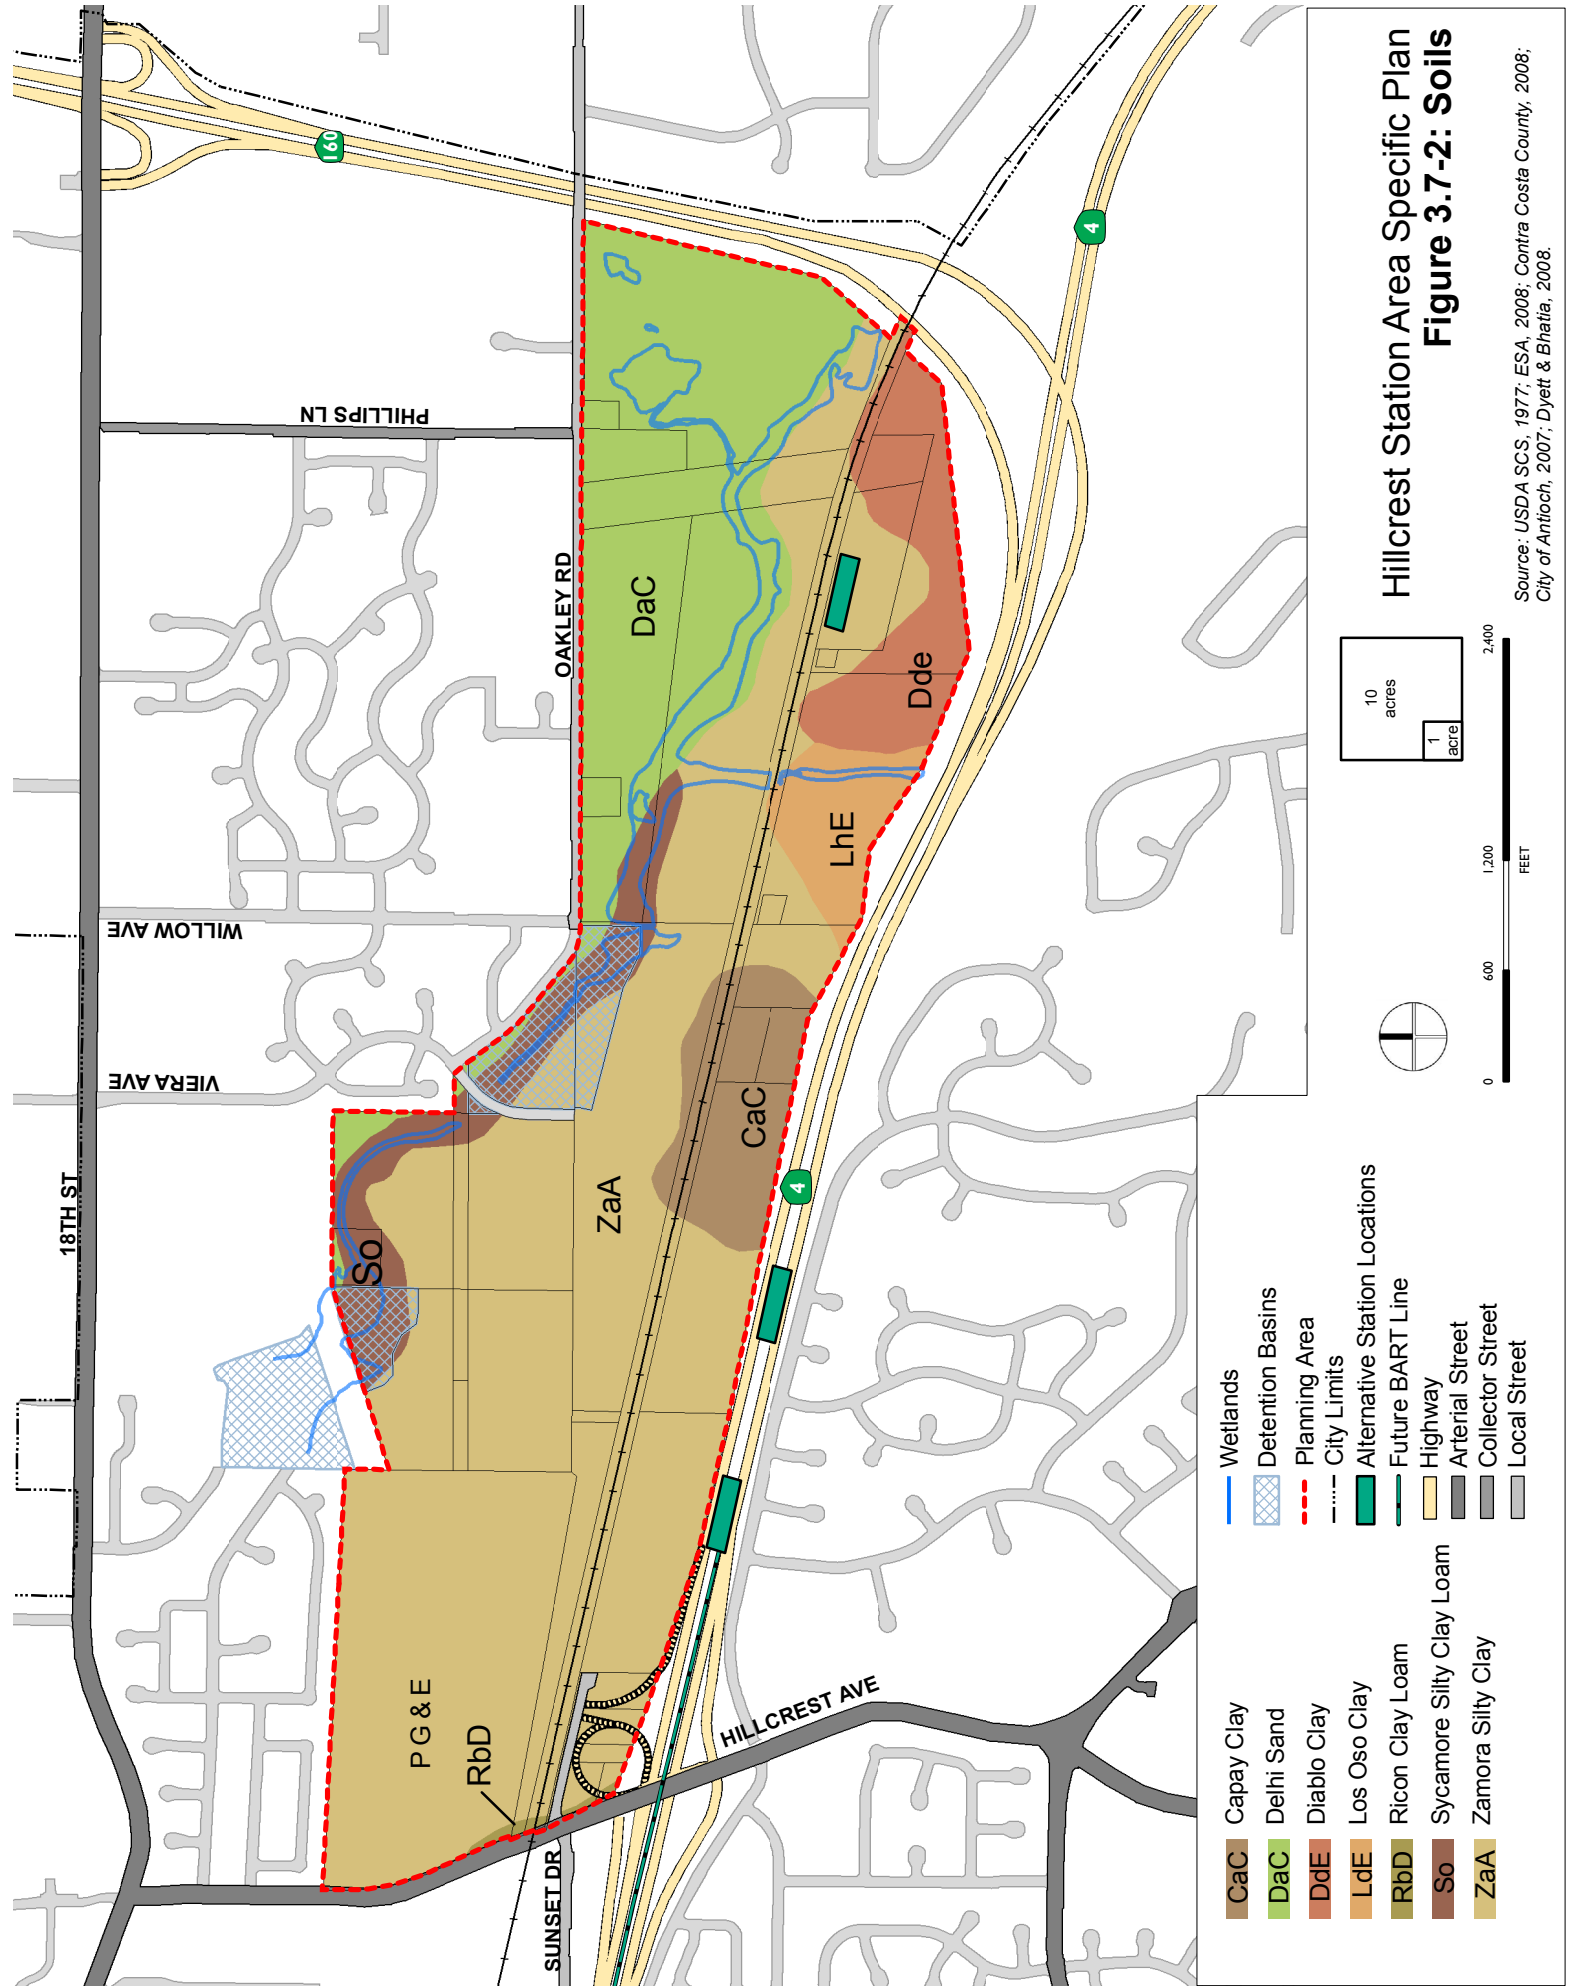 18TH ST
VIERA AVE
WILLOW AVE
PHILLIPS LN
OAKLEY RD
160
4
4
PG & E
RbD
So
ZaA
CaC
DaC
LhE
Dde
SUNSET DR
HILLCREST AVE
CaC Capay Clay
DaC Delhi Sand
DdE Diablo Clay
LdE Los Oso Clay
RbD Ricon Clay Loam
So Sycamore Silty Clay Loam
ZaA Zamora Silty Clay
Wetlands
Detention Basins
Planning Area
City Limits
Alternative Station Locations
Future BART Line
Highway
Arterial Street
Collector Street
Local Street
0 600 1,200 2,400
FEET
10
acres
1
acre
Hillcrest Station Area Specific Plan
Figure 3.7-2: Soils
Source: USDA SCS, 1977; ESA, 2008; Contra Costa County, 2008;
City of Antioch, 2007; Dyett & Bhatia, 2008.